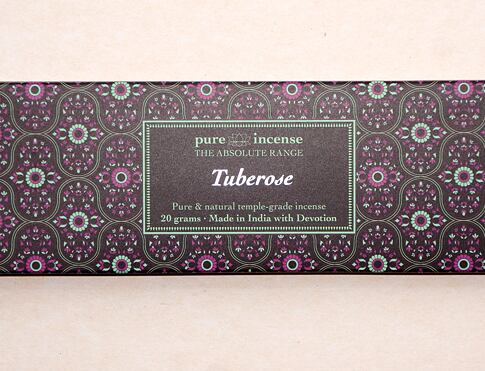 pure incense
THE ABSOLUTE RANGE
Tuberose
Pure & natural temple-grade incense
20 grams · Made in India with Devotion